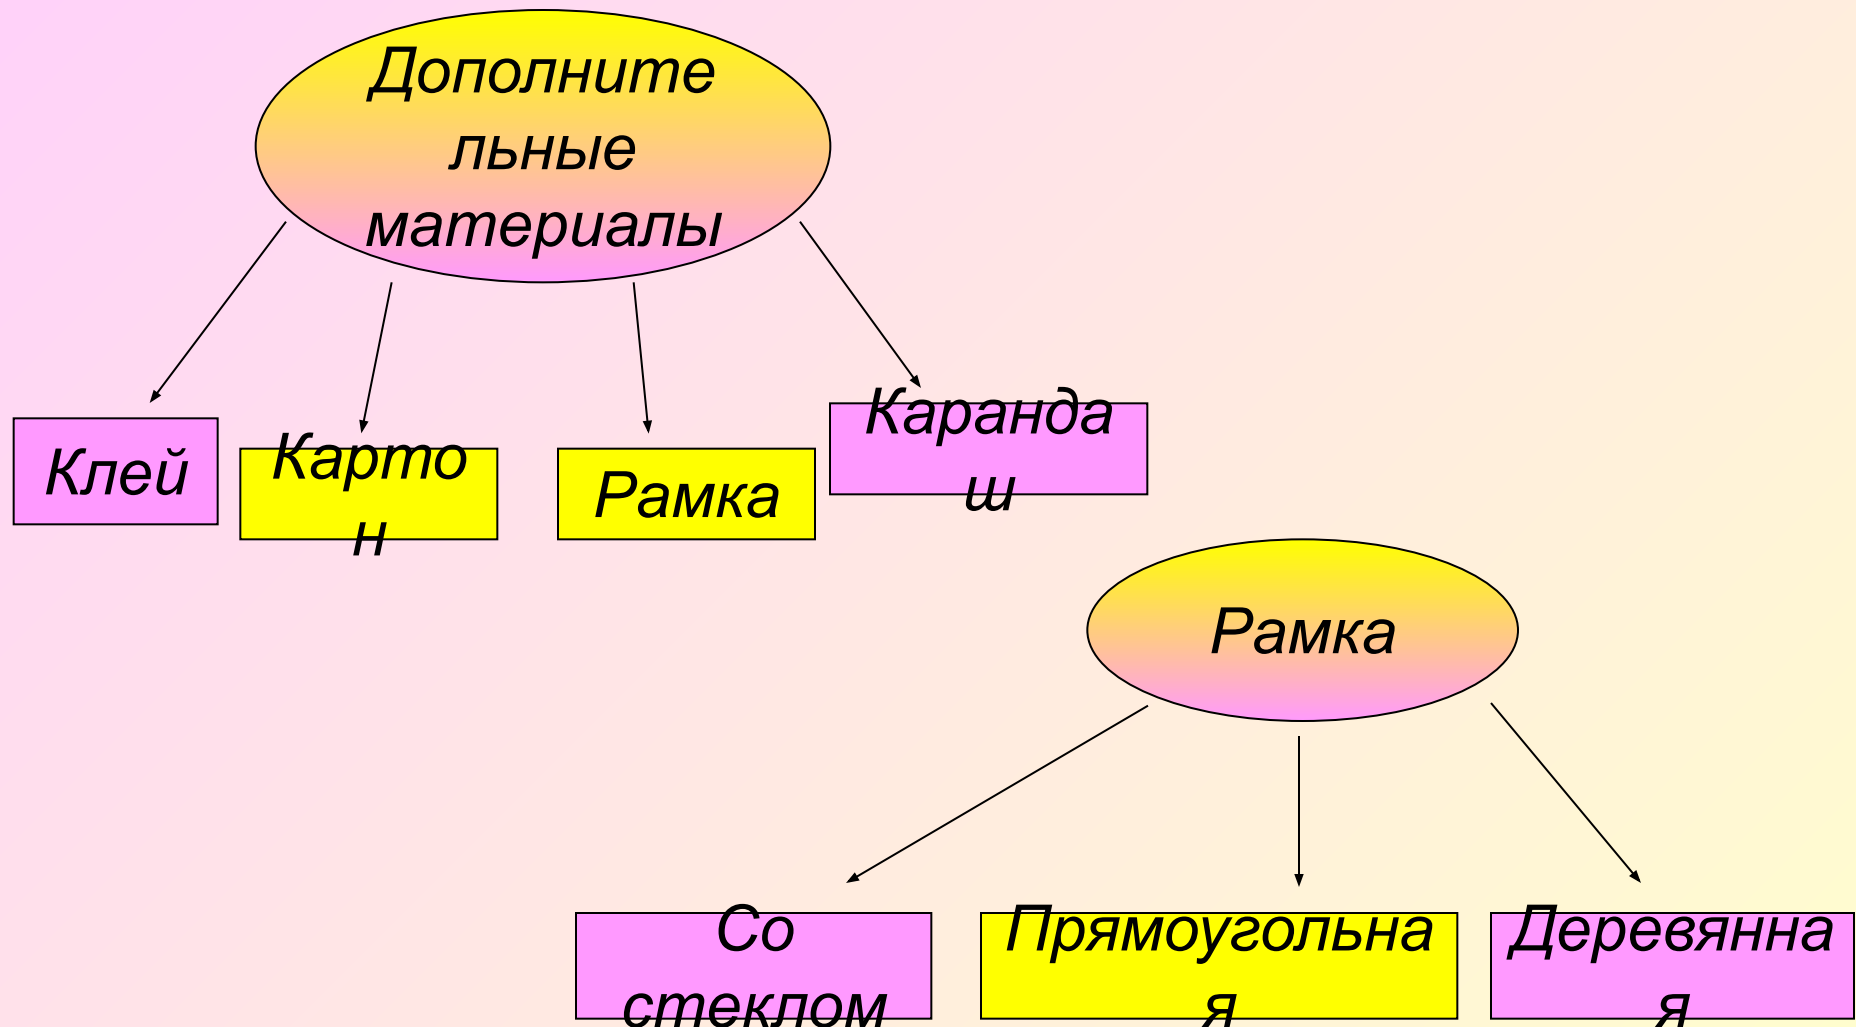 Дополните
льные
материалы
Клей
Карто
н
Рамка
Каранда
ш
Рамка
Со
стеклом
Прямоугольна
я
Деревянна
я